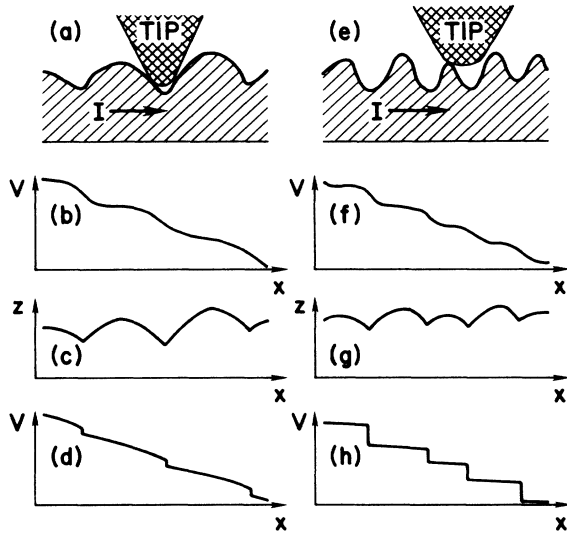 (a)
TIP
I
V
(b)
x
z
(c)
x
V
(d)
x
(e)
TIP
I
V
(f)
x
z
(g)
x
V
(h)
x